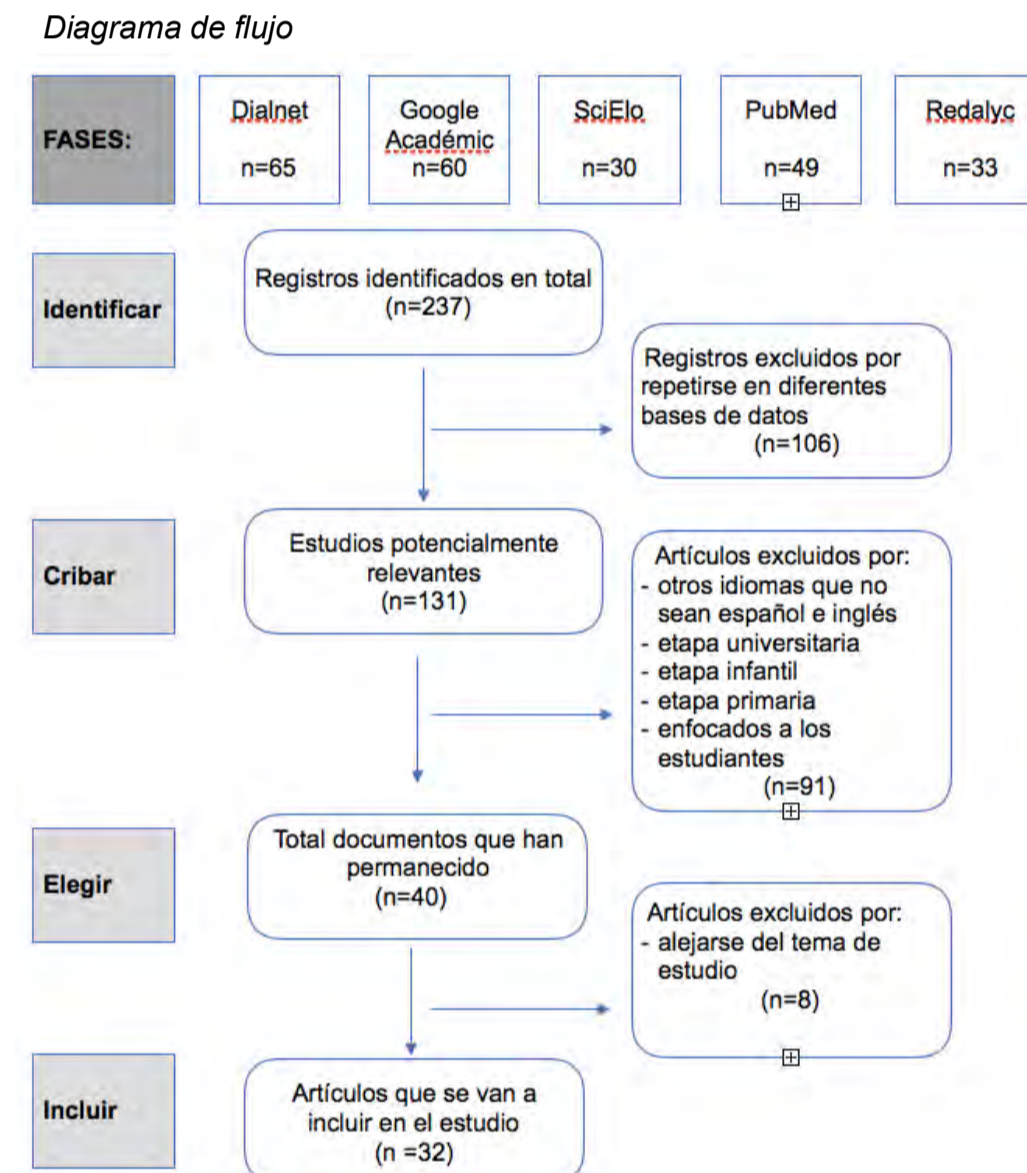 Diagrama de flujo
FASES:
Dialnet
n=65
Google
Académic
n=60
SciElo
n=30
PubMed
n=49
Redalyc
n=33
Identificar
Registros identificados en total
(n=237)
Registros excluidos por
repetirse en diferentes
bases de datos
(n=106)
Cribar
Estudios potencialmente
relevantes
(n=131)
Artículos excluidos por:
- otros idiomas que no
sean español e inglés
- etapa universitaria
- etapa infantil
- etapa primaria
- enfocados a los
estudiantes
(n=91)
Elegir
Total documentos que han
permanecido
(n=40)
Artículos excluidos por:
- alejarse del tema de
estudio
(n=8)
Incluir
Artículos que se van a
incluir en el estudio
(n =32)